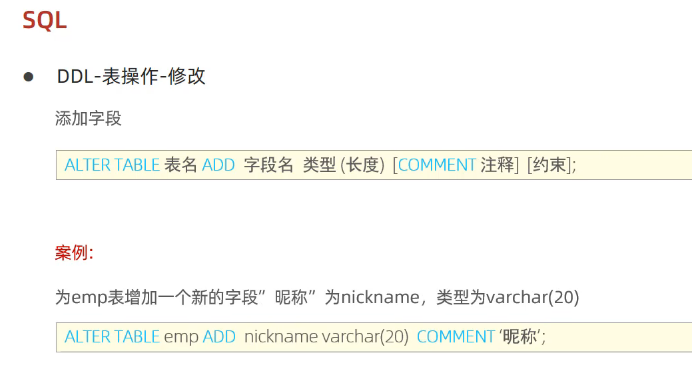 SQL
● DDL-表操作-修改
添加字段
ALTER TABLE 表名 ADD 字段名 类型 (长度) [COMMENT 注释] [约束];
案例：
为emp表增加一个新的字段”昵称”为nickname，类型为varchar(20)
ALTER TABLE emp ADD nickname varchar(20) COMMENT ‘昵称’;